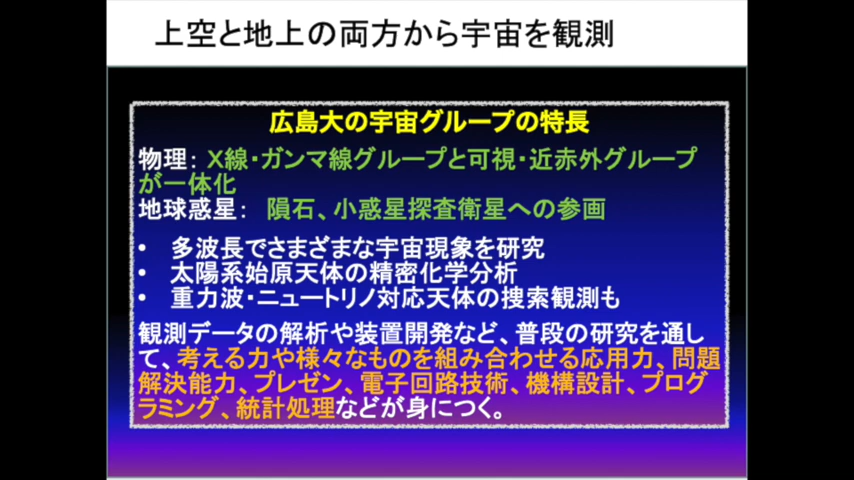 上空と地上の両方から宇宙を観測
広島大の宇宙グループの特長
物理： X線・ガンマ線グループと可視・近赤外グループ
が一体化
地球惑星： 隕石、小惑星探査衛星への参画
• 多波長でさまざまな宇宙現象を研究
• 太陽系始原天体の精密化学分析
• 重力波・ニュートリノ対応天体の捜索観測も
観測データの解析や装置開発など、普段の研究を通し
て、考える力や様々なものを組み合わせる応用力、問題
解決能力、プレゼン、電子回路技術、機構設計、プログ
ラミング、統計処理などが身につく。